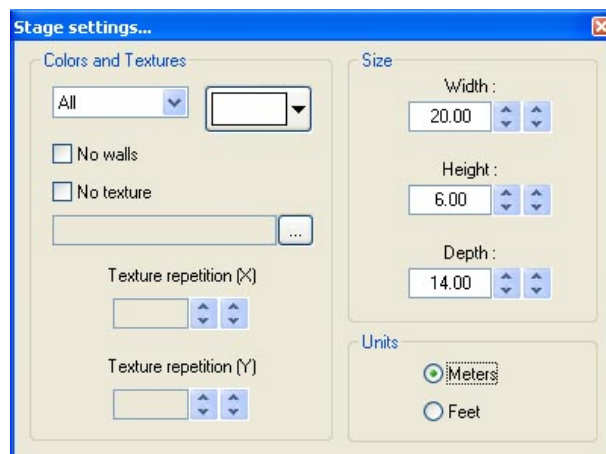 Stage settings...
Colors and Textures
All
No walls
No texture
...
Texture repetition (X)
Texture repetition (Y)
Size
Width :
20.00
Height :
6.00
Depth :
14.00
Units
Meters
Feet